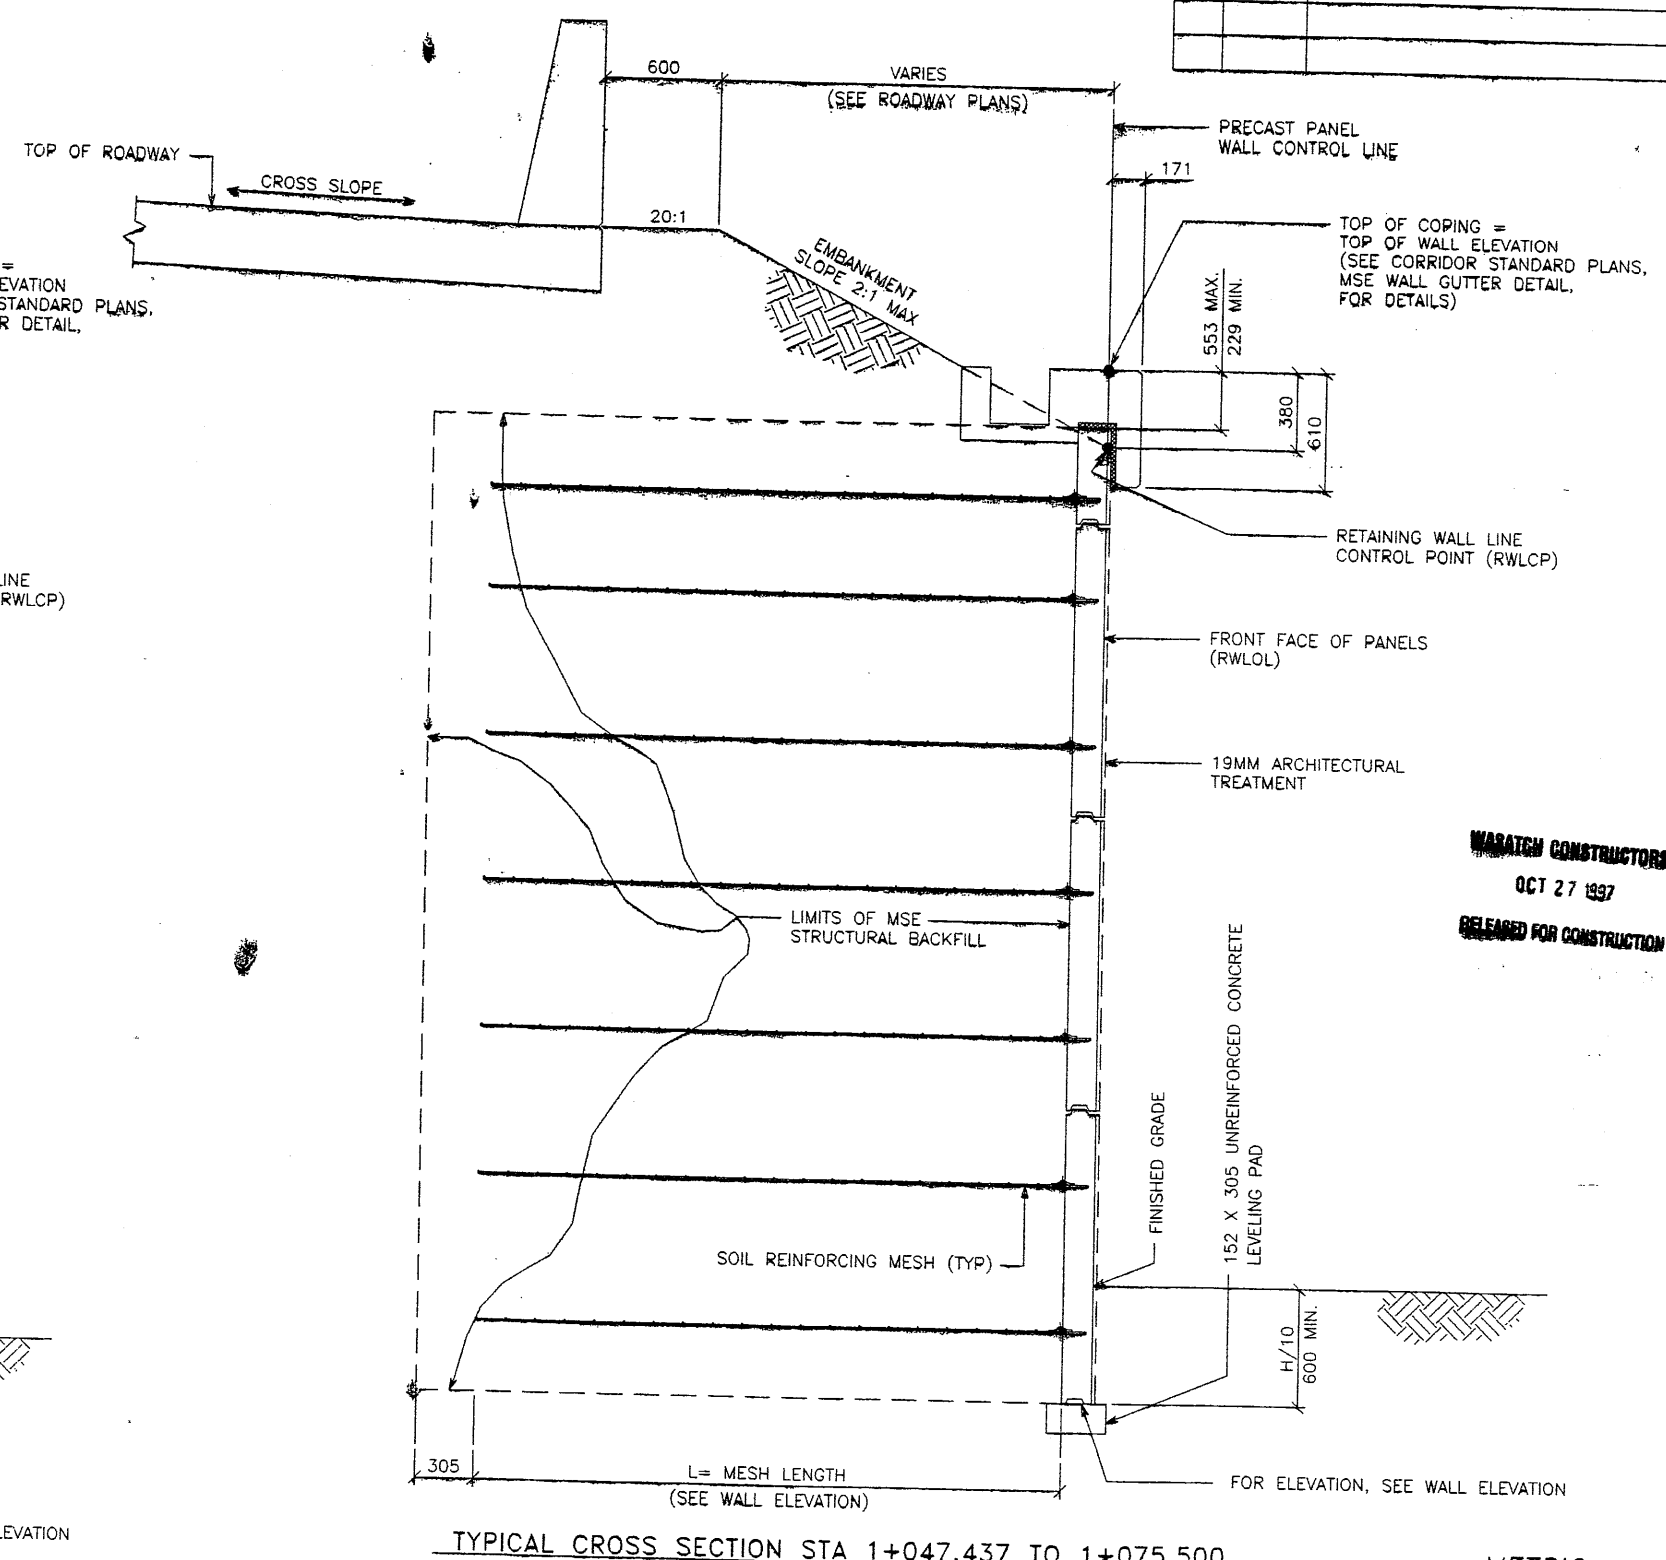 600
VARIES
(SEE ROADWAY PLANS)
PRECAST PANEL
WALL CONTROL LINE
TOP OF ROADWAY
CROSS SLOPE
171
20:1
TOP OF COPING =
TOP OF WALL ELEVATION
(SEE CORRIDOR STANDARD PLANS,
MSE WALL GUTTER DETAIL,
FOR DETAILS)
EMBANKMENT
SLOPE 2:1 MAX
=
EVATION
STANDARD PLANS,
R DETAIL,
553 MAX.
229 MIN.
380
610
RETAINING WALL LINE
CONTROL POINT (RWLCP)
INE
RWLCP)
FRONT FACE OF PANELS
(RWLOL)
19MM ARCHITECTURAL
TREATMENT
WASATCH CONSTRUCTORS
OCT 27 1997
RELEASED FOR CONSTRUCTION
LIMITS OF MSE
STRUCTURAL BACKFILL
FINISHED GRADE
152 X 305 UNREINFORCED CONCRETE
LEVELING PAD
SOIL REINFORCING MESH (TYP)
H/10
600 MIN.
305
L= MESH LENGTH
(SEE WALL ELEVATION)
FOR ELEVATION, SEE WALL ELEVATION
LEVATION
TYPICAL CROSS SECTION STA 1+047.437 TO 1+075.500